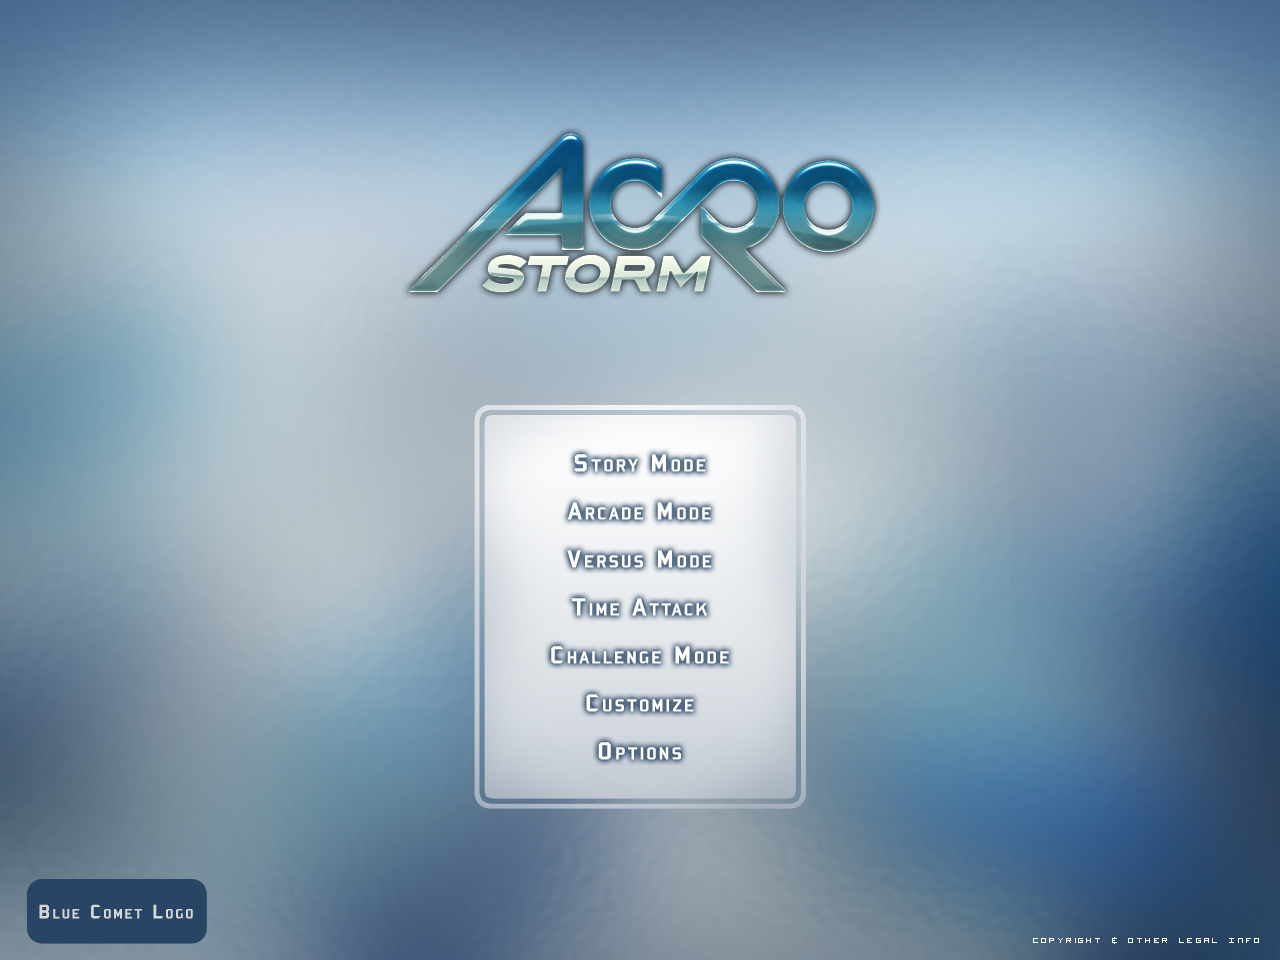 ACRO
STORM
Story Mode
Arcade Mode
Versus Mode
Time Attack
Challenge Mode
Customize
Options
Blue Comet Logo
COPYRIGHT & OTHER LEGAL INFO